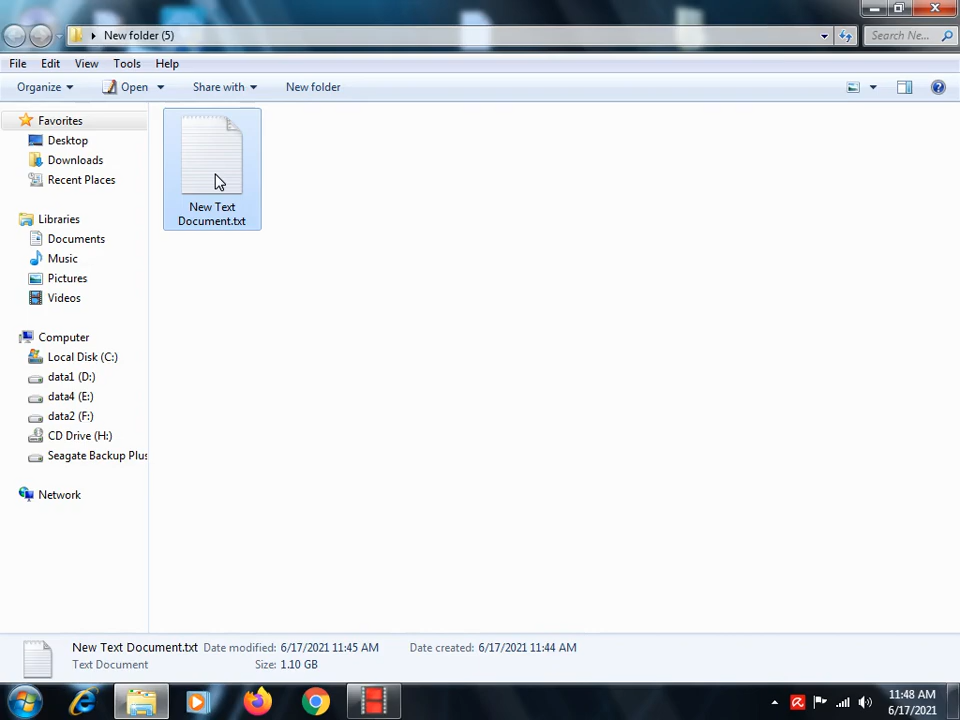 New folder (5)
Search Ne...
File Edit View Tools Help
Organize Open Share with New folder
Favorites
Desktop
Downloads
Recent Places
Libraries
Documents
Music
Pictures
Videos
Computer
Local Disk (C:)
data1 (D:)
data4 (E:)
data2 (F:)
CD Drive (H:)
Seagate Backup Plus
Network
New Text
Document.txt
New Text Document.txt Date modified: 6/17/2021 11:45 AM Date created: 6/17/2021 11:44 AM
Text Document Size: 1.10 GB
11:48 AM
6/17/2021